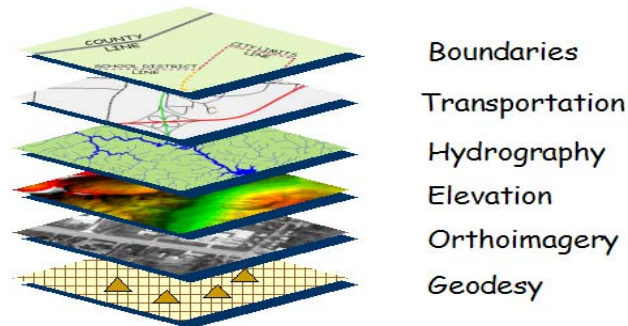 COUNTY
LINE
CITY LIMITS
LINE
SCHOOL DISTRICT
LINE
Boundaries
Transportation
Hydrography
Elevation
Orthoimagery
Geodesy